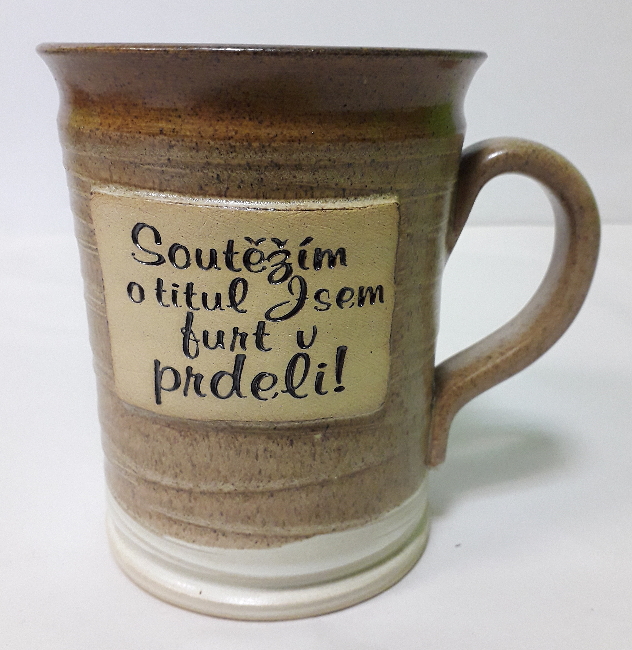 Soutěžím
o titul Jsem
furt v
prdeli!